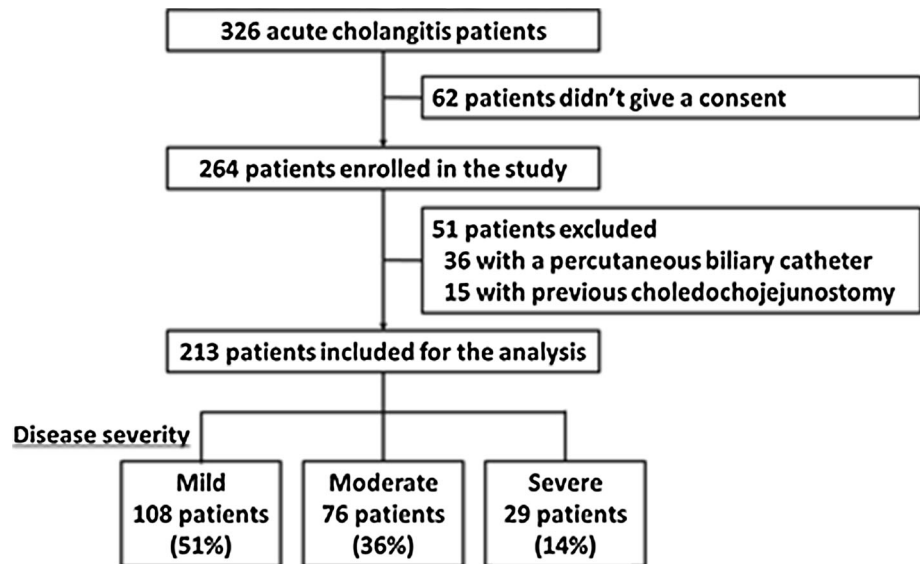 326 acute cholangitis patients
62 patients didn't give a consent
264 patients enrolled in the study
51 patients excluded
36 with a percutaneous biliary catheter
15 with previous choledochojejunostomy
213 patients included for the analysis
Disease severity
Mild
108 patients
(51%)
Moderate
76 patients
(36%)
Severe
29 patients
(14%)